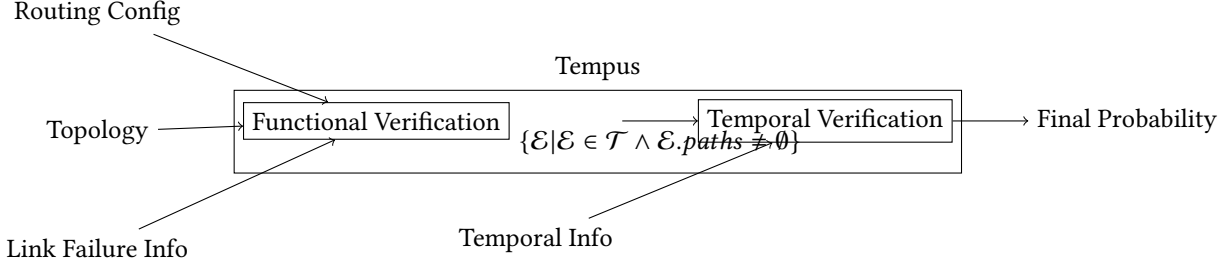 Routing Config
Tempus
Topology
Functional Verification
Temporal Verification
Final Probability
{ℰ|ℰ ∈ 𝒯 ∧ ℰ.paths ≠ ∅}
Link Failure Info
Temporal Info